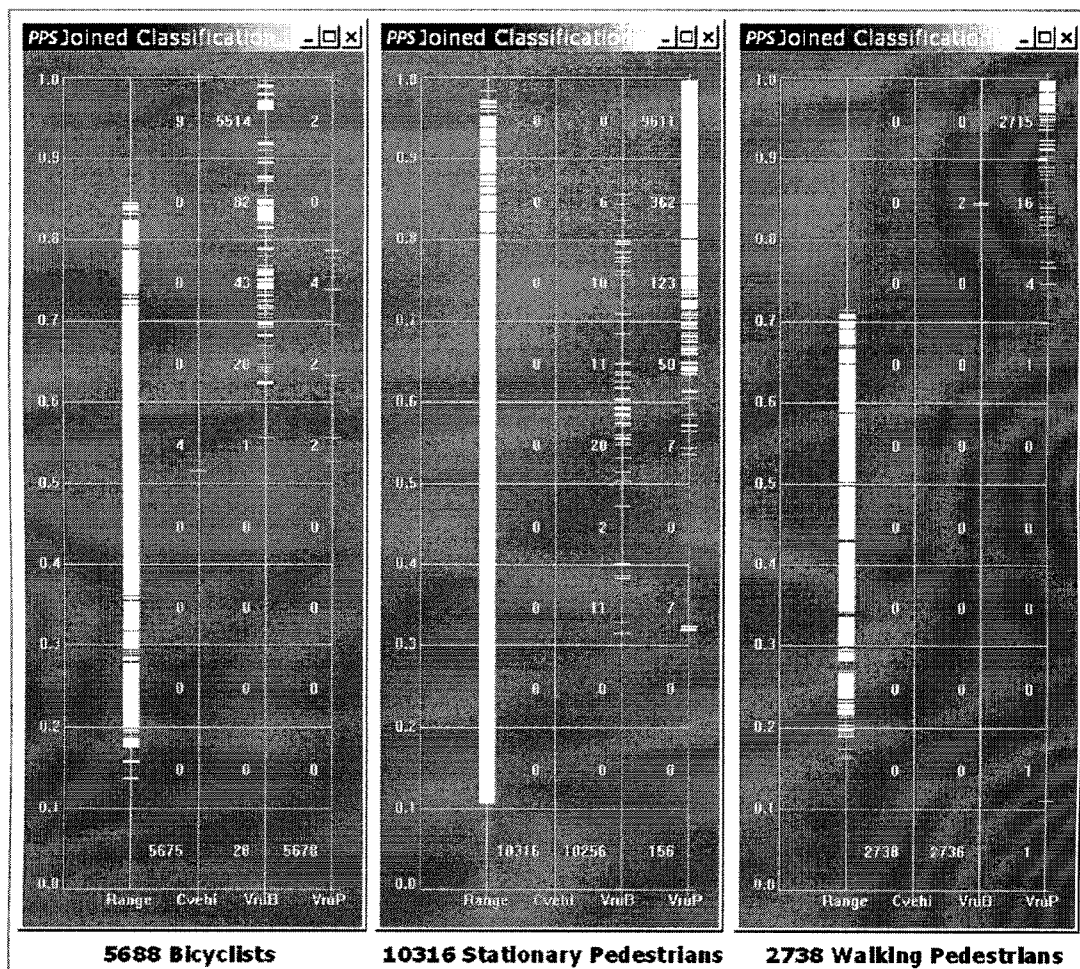 PPS Joined Classification
1.0
9 5514 2
0.9
0 82 0
0.8
0 43 4
0.7
0 20 2
0.6
4 1 2
0.5
0 0 0
0.4
0 0 0
0.3
0 0 0
0.2
0 0 0
0.1
5675 28 5678
0.0
Range Cvehl VruB VruP
5688 Bicyclists
PPS Joined Classification
1.0
0 0 9611
0.9
0 6 362
0.8
0 10 123
0.7
0 11 50
0.6
0 20 7
0.5
0 2 0
0.4
0 11 7
0.3
0 0 0
0.2
0 0 0
0.1
10316 10256 156
0.0
Range Cvehl VruB VruP
10316 Stationary Pedestrians
PPS Joined Classification
1.0
0 0 2715
0.9
0 2 16
0.8
0 0 4
0.7
0 0 1
0.6
0 0 0
0.5
0 0 0
0.4
0 0 0
0.3
0 0 0
0.2
0 0 1
0.1
2738 2736 1
0.0
Range Cvehl VruB VruP
2738 Walking Pedestrians